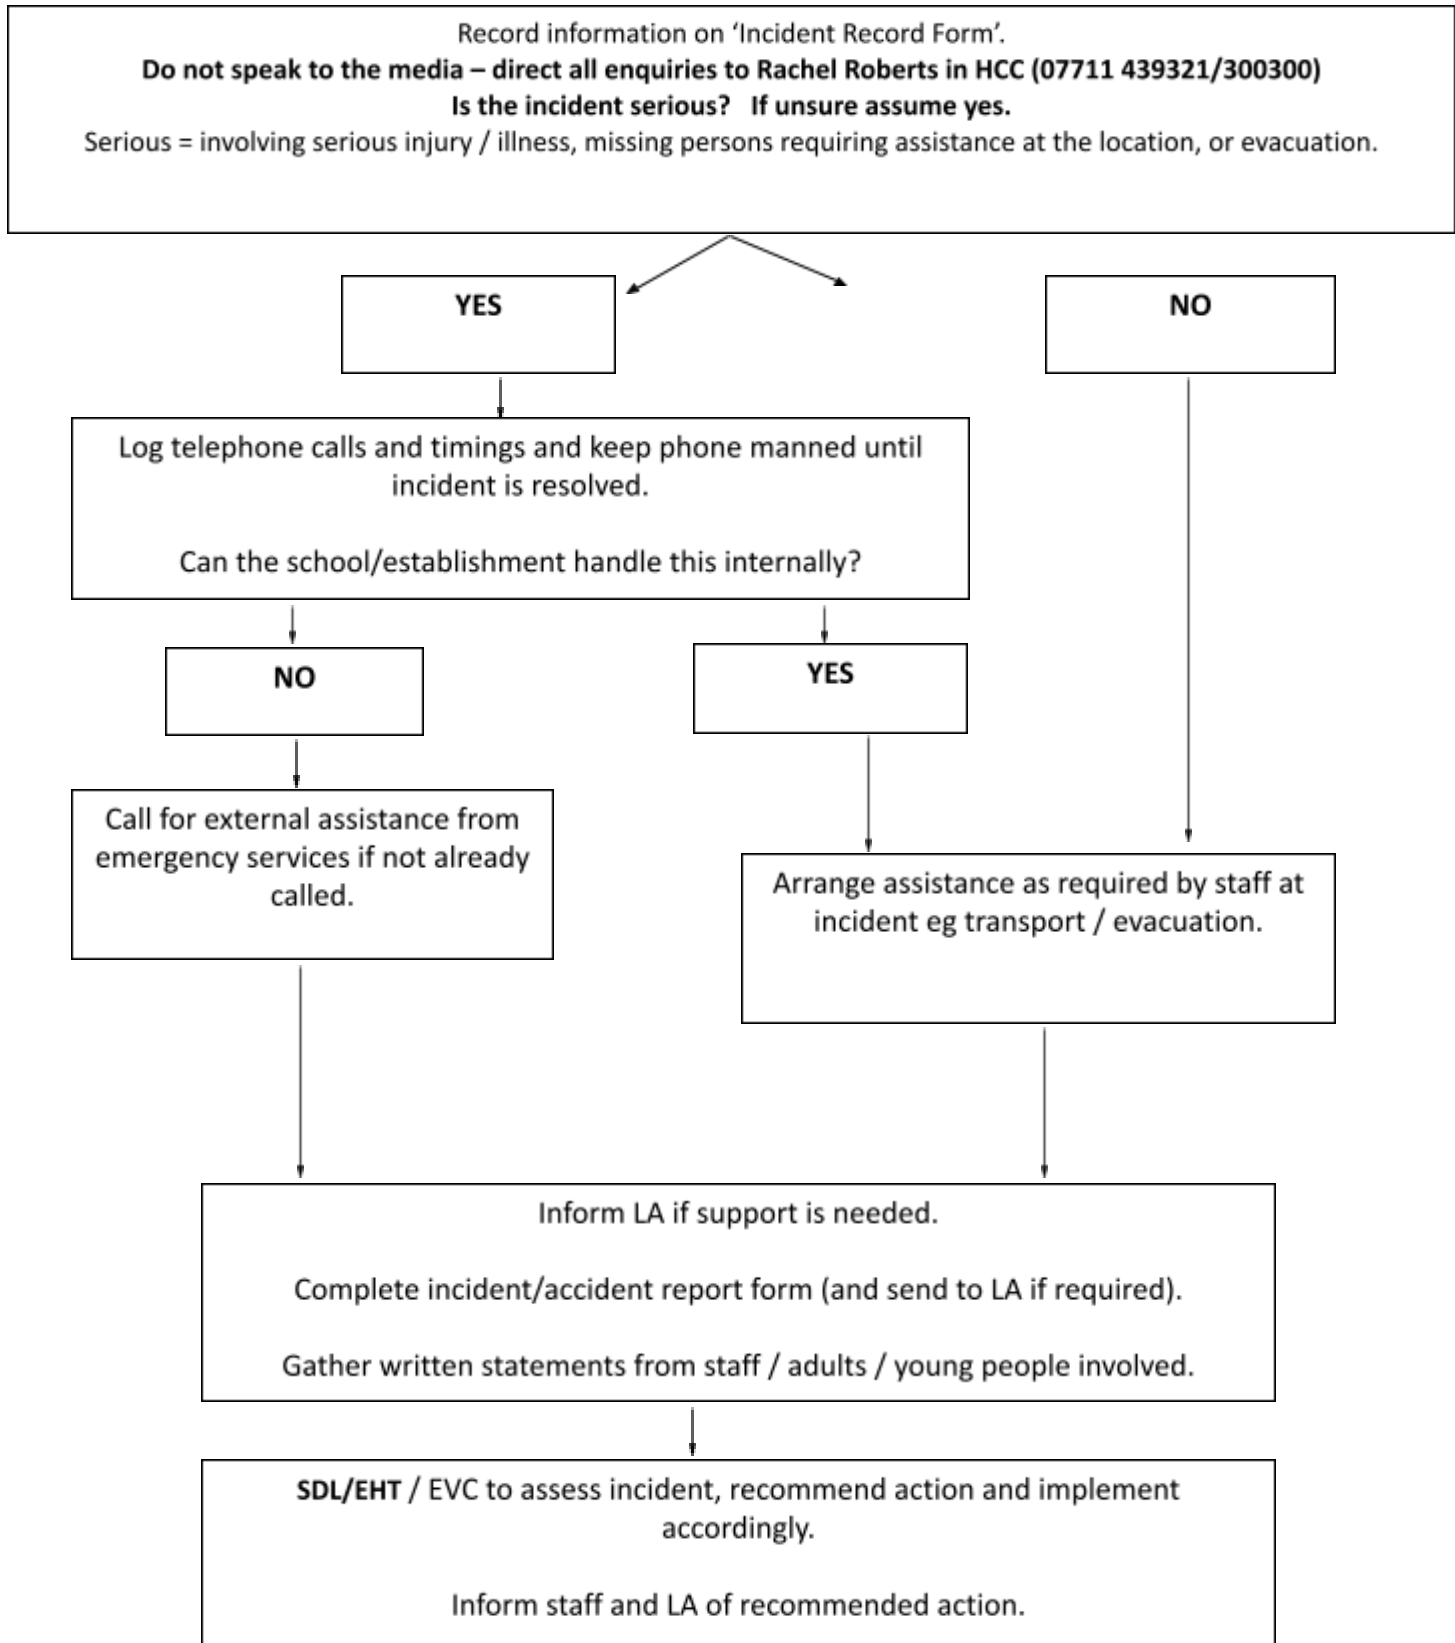 Record information on ‘Incident Record Form’.
Do not speak to the media – direct all enquiries to Rachel Roberts in HCC (07711 439321/300300)
Is the incident serious?   If unsure assume yes.
Serious = involving serious injury / illness, missing persons requiring assistance at the location, or evacuation.
YES
NO
Log telephone calls and timings and keep phone manned until
incident is resolved.
Can the school/establishment handle this internally?
NO
YES
Call for external assistance from
emergency services if not already
called.
Arrange assistance as required by staff at
incident eg transport / evacuation.
Inform LA if support is needed.
Complete incident/accident report form (and send to LA if required).
Gather written statements from staff / adults / young people involved.
SDL/EHT / EVC to assess incident, recommend action and implement
accordingly.
Inform staff and LA of recommended action.